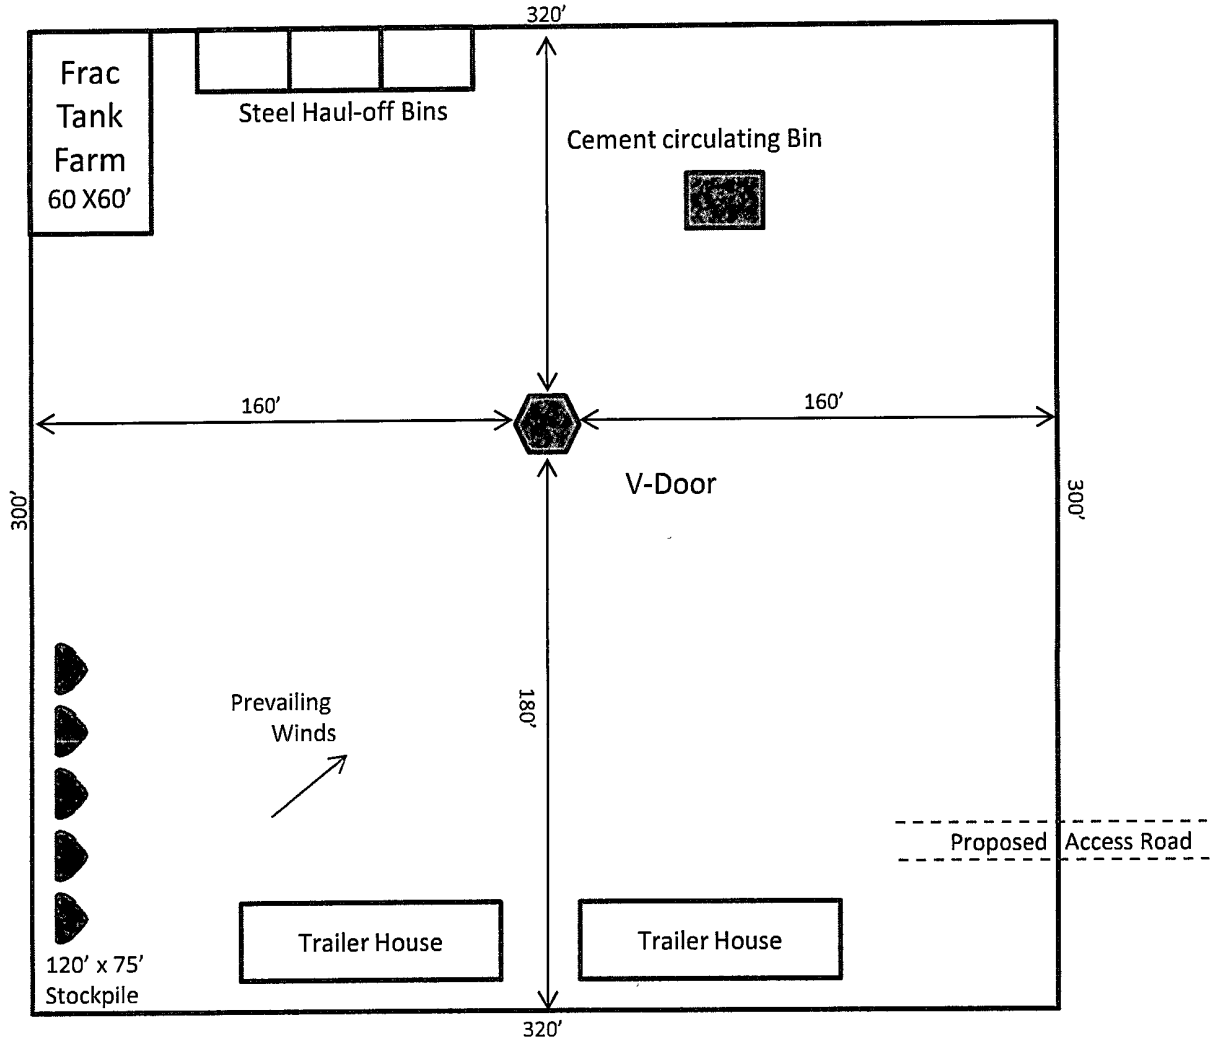 320’
Frac
Tank
Farm
60 X60’
Steel Haul-off Bins
Cement circulating Bin
160’
160’
V-Door
300’
300’
180’
Prevailing
Winds
Proposed Access Road
Trailer House
Trailer House
120’ x 75’
Stockpile
320’